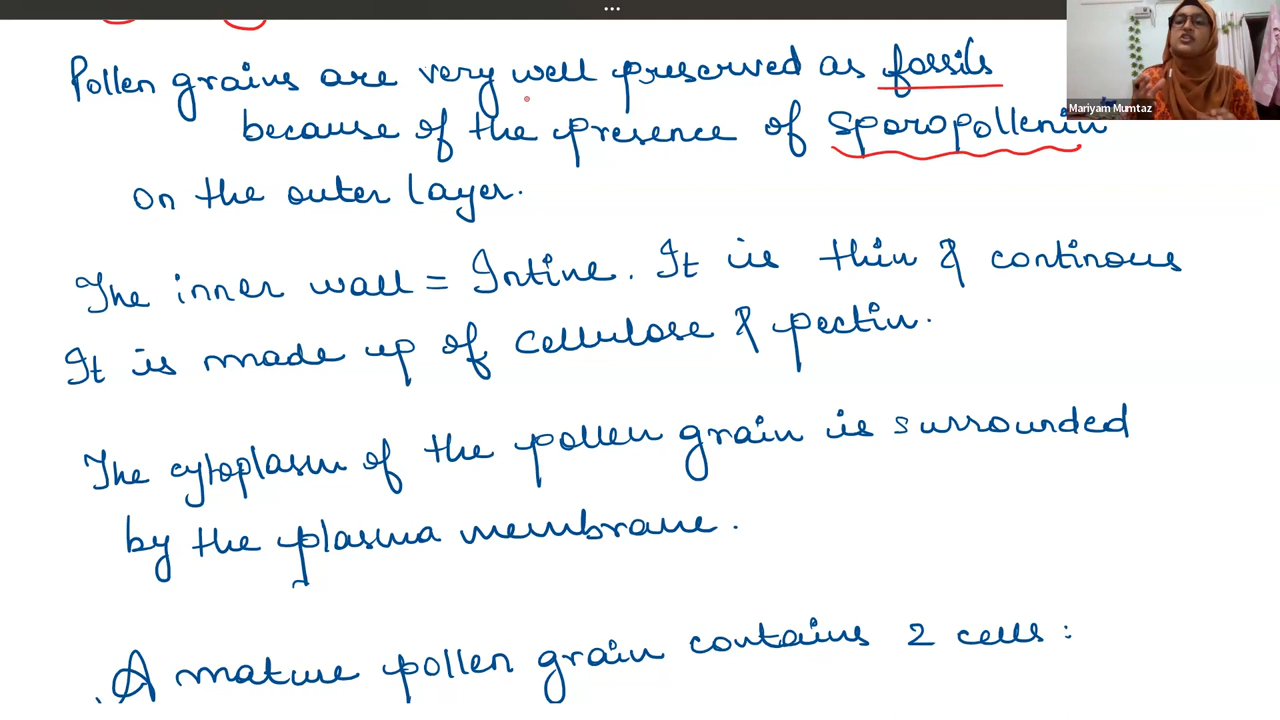 ...
Mariyam Mumtaz
Pollen grains are very well preserved as fossils
because of the presence of sporopollenin
on the outer layer.
The inner wall = Intine. It is thin & continous
It is made up of cellulose & pectin.
The cytoplasm of the pollen grain is surrounded
by the plasma membrane.
A mature pollen grain contains 2 cells: